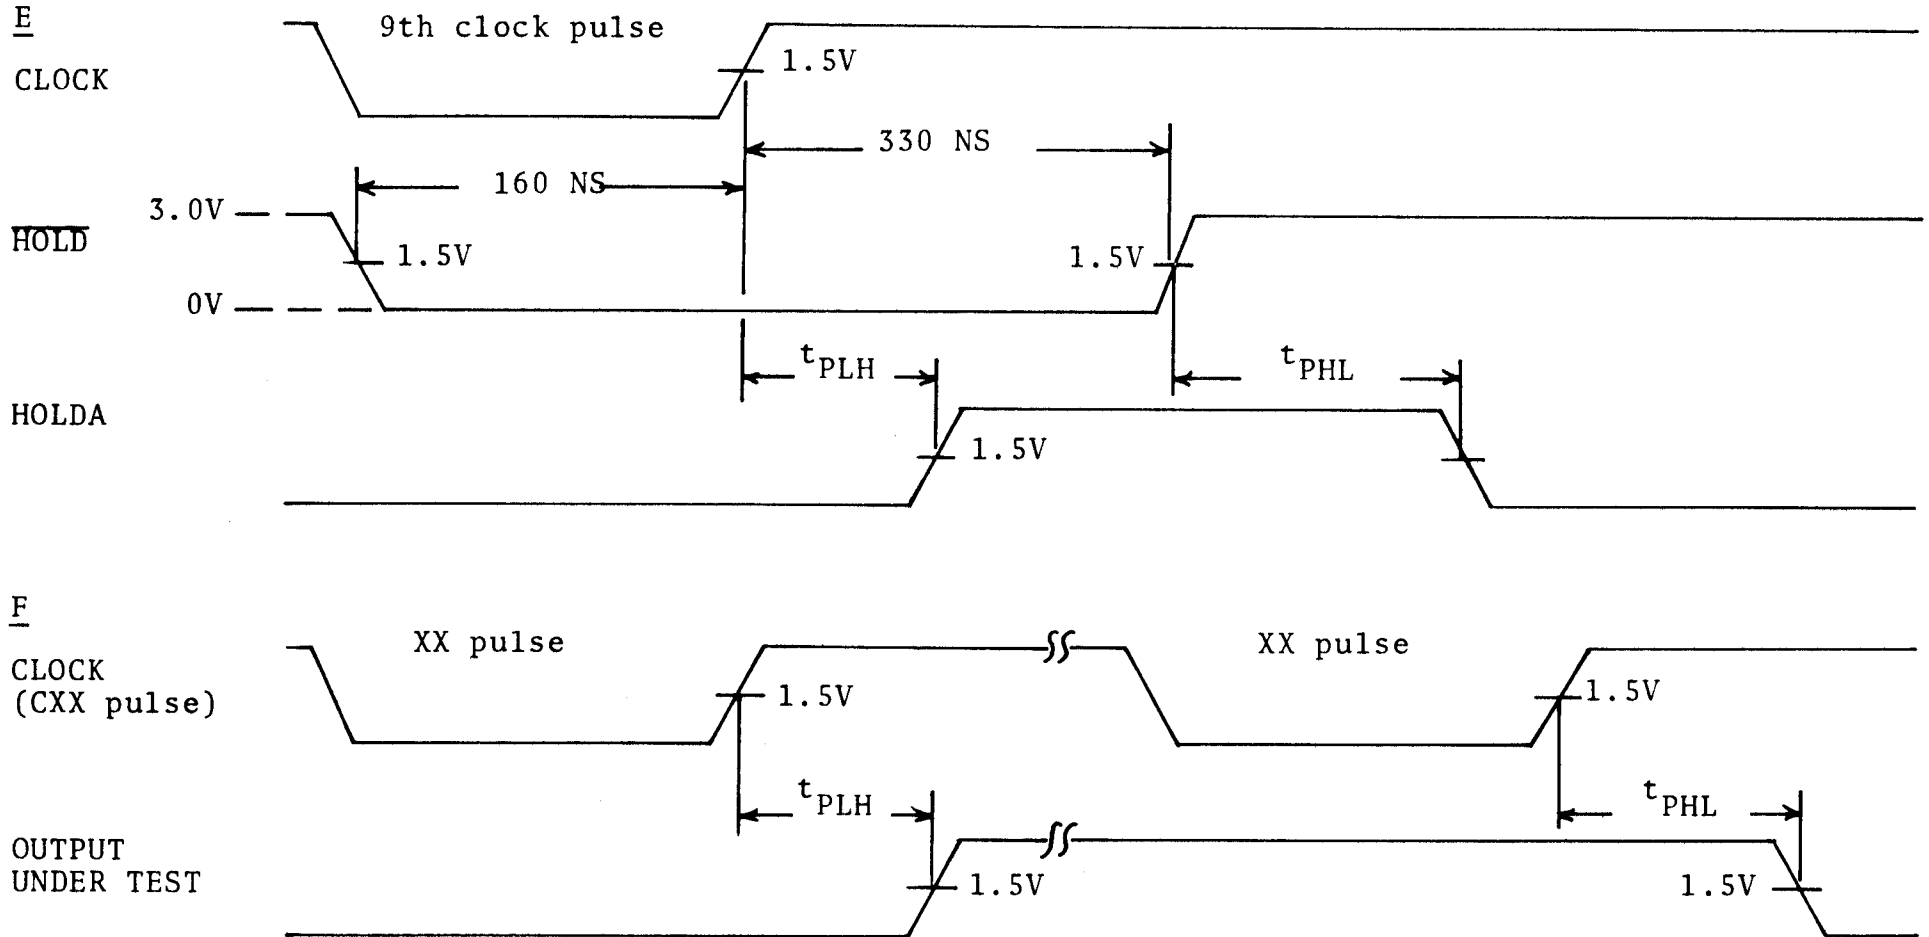 E
9th clock pulse
1.5V
CLOCK
330 NS
160 NS
3.0V
HOLD
1.5V
1.5V
0V
tPLH
tPHL
HOLDA
1.5V
F
XX pulse
XX pulse
CLOCK
(CXX pulse)
1.5V
1.5V
tPLH
tPHL
OUTPUT
UNDER TEST
1.5V
1.5V